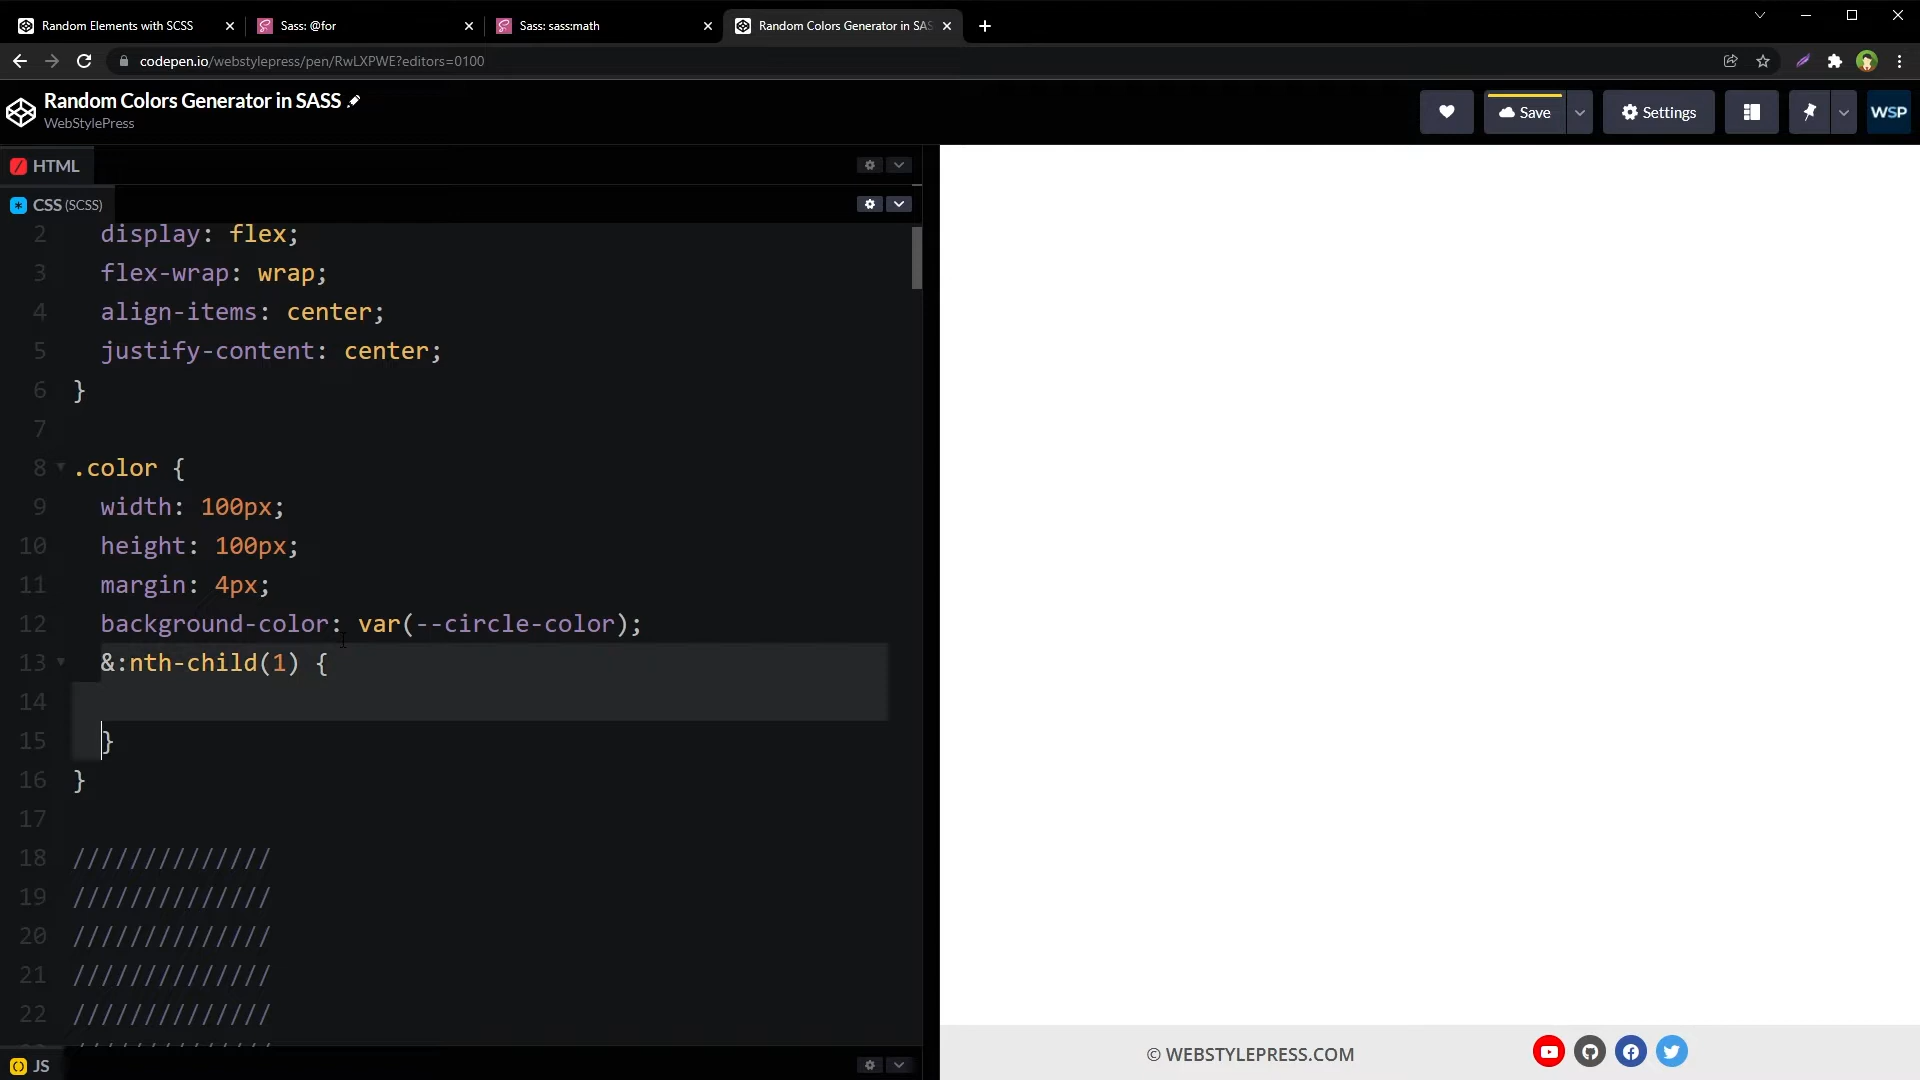 Random Elements with SCSS
Sass: @for
Sass: sass:math
Random Colors Generator in SAS
codepen.io/webstylepress/pen/RwLXPWE?editors=0100
Random Colors Generator in SASS
WebStylePress
Save
Settings
WSP
HTML
CSS (SCSS)
2 display: flex;
3 flex-wrap: wrap;
4 align-items: center;
5 justify-content: center;
6 }
7
8 .color {
9 width: 100px;
10 height: 100px;
11 margin: 4px;
12 background-color: var(--circle-color);
13 &:nth-child(1) {
14
15 }
16 }
17
18 //////////////
19 //////////////
20 //////////////
21 //////////////
22 //////////////
JS
© WEBSTYLEPRESS.COM